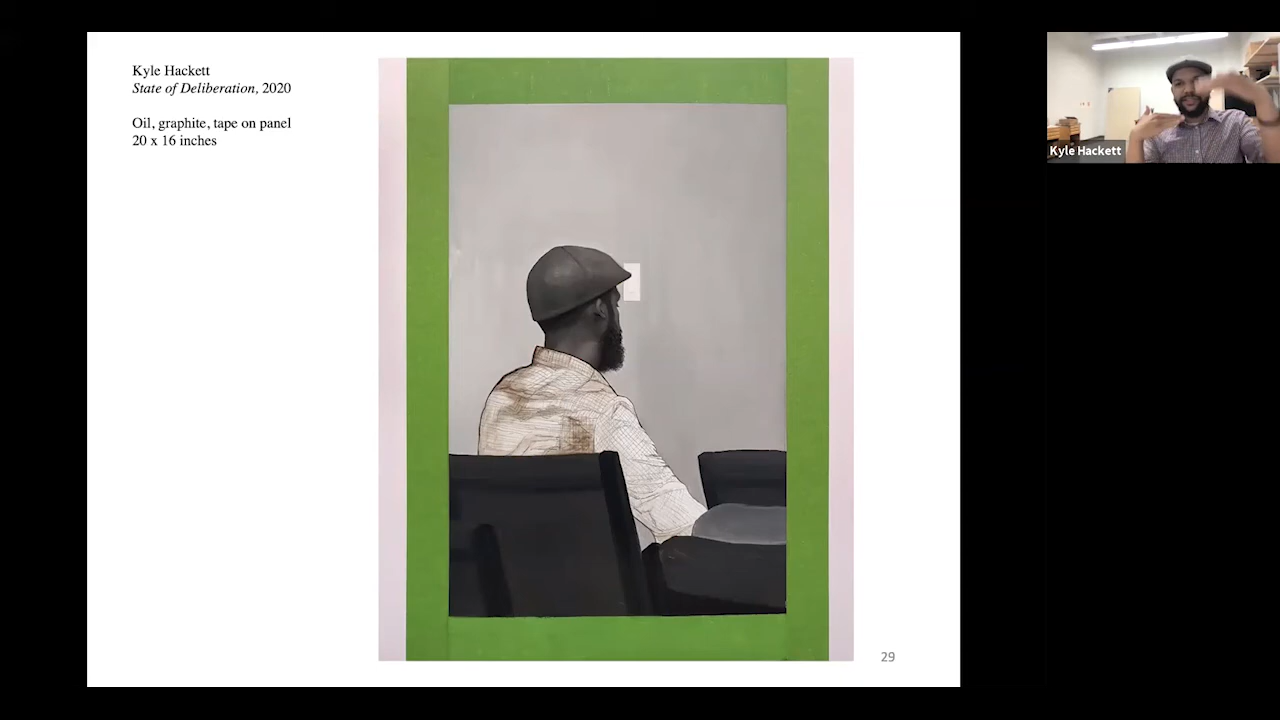 Kyle Hackett
State of Deliberation, 2020
Oil, graphite, tape on panel
20 x 16 inches
29
Kyle Hackett